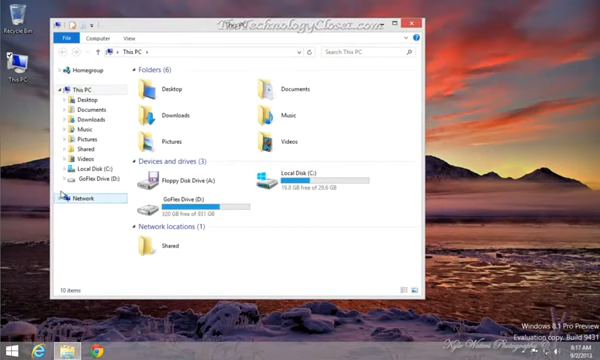 Recycle Bin
This PC
TheTechnologyCloset.com
File
Computer
View
This PC
Search This PC
Homegroup
This PC
Desktop
Documents
Downloads
Music
Pictures
Shared
Videos
Local Disk (C:)
GoFlex Drive (D:)
Network
Folders (6)
Desktop
Documents
Downloads
Music
Pictures
Videos
Devices and drives (3)
Floppy Disk Drive (A:)
Local Disk (C:)
19.0 GB free of 29.6 GB
GoFlex Drive (D:)
320 GB free of 931 GB
Network locations (1)
Shared
10 items
Windows 8.1 Pro Preview
Evaluation copy. Build 9431
8:17 AM
9/2/2013